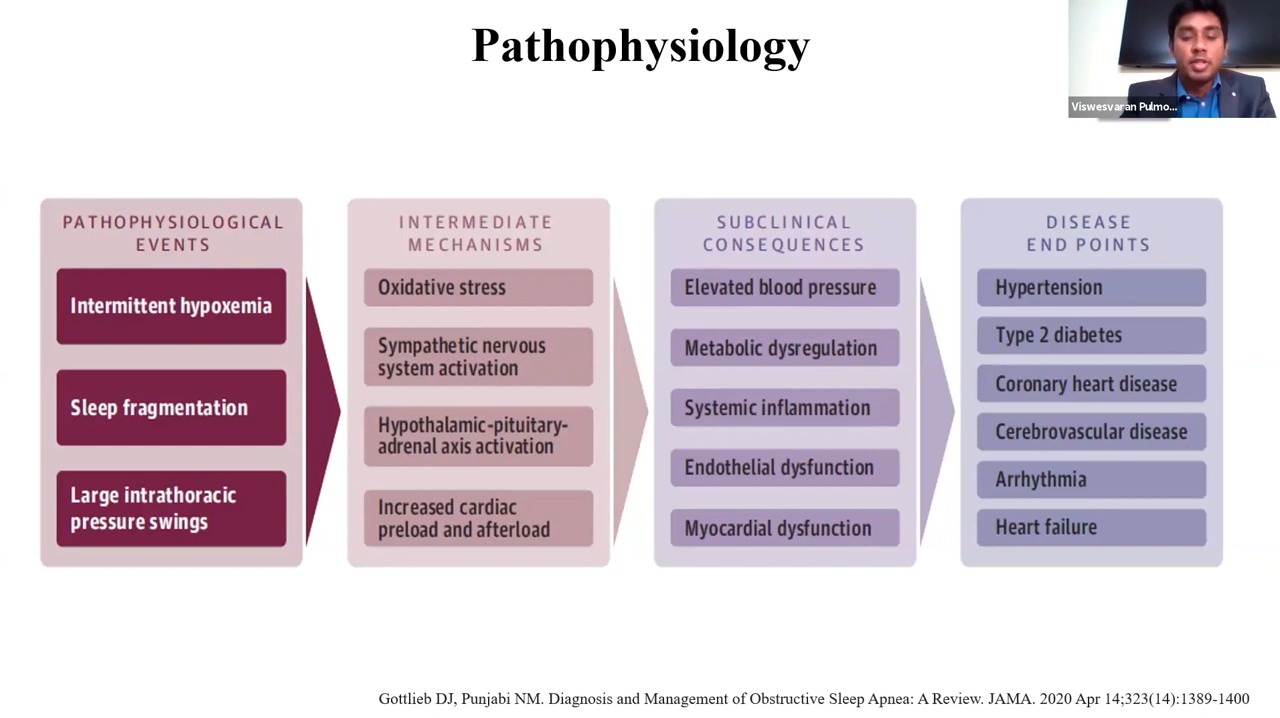 Pathophysiology
Viswesvaran Pulmo...
PATHOPHYSIOLOGICAL
EVENTS
Intermittent hypoxemia
Sleep fragmentation
Large intrathoracic
pressure swings
INTERMEDIATE
MECHANISMS
Oxidative stress
Sympathetic nervous
system activation
Hypothalamic-pituitary-
adrenal axis activation
Increased cardiac
preload and afterload
SUBCLINICAL
CONSEQUENCES
Elevated blood pressure
Metabolic dysregulation
Systemic inflammation
Endothelial dysfunction
Myocardial dysfunction
DISEASE
END POINTS
Hypertension
Type 2 diabetes
Coronary heart disease
Cerebrovascular disease
Arrhythmia
Heart failure
Gottlieb DJ, Punjabi NM. Diagnosis and Management of Obstructive Sleep Apnea: A Review. JAMA. 2020 Apr 14;323(14):1389-1400